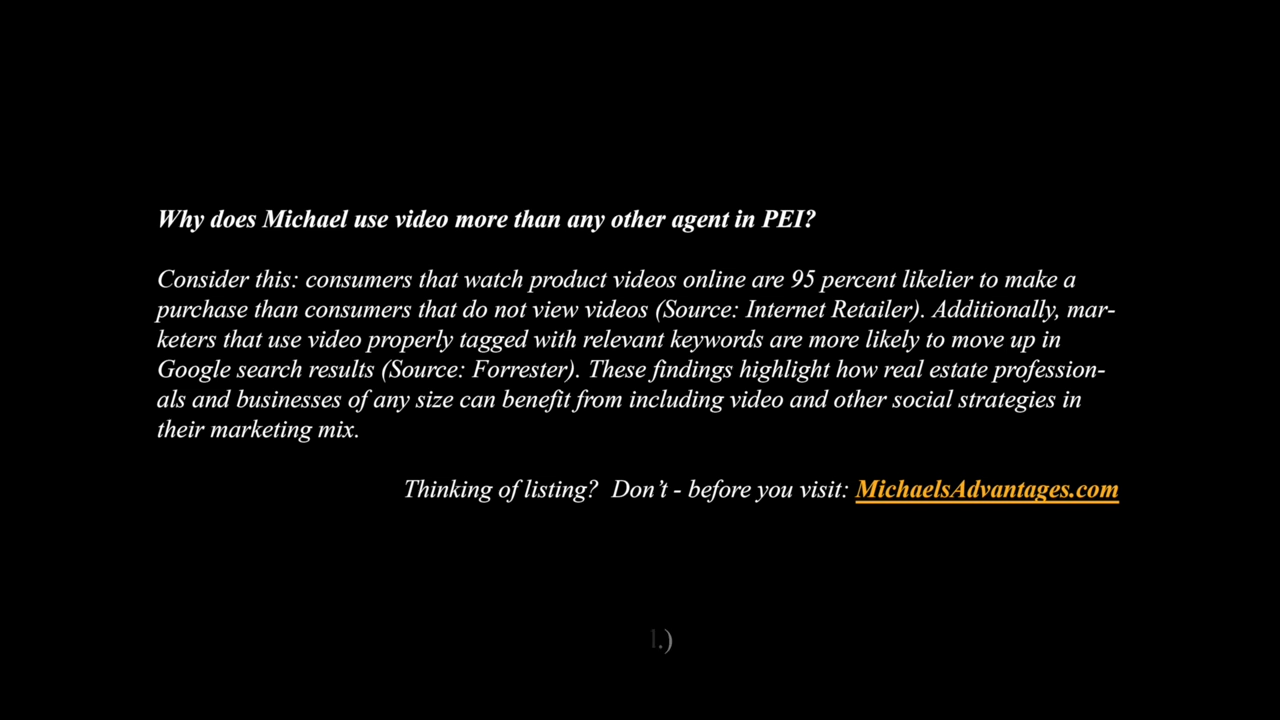 Why does Michael use video more than any other agent in PEI?
Consider this: consumers that watch product videos online are 95 percent likelier to make a
purchase than consumers that do not view videos (Source: Internet Retailer). Additionally, mar-
keters that use video properly tagged with relevant keywords are more likely to move up in
Google search results (Source: Forrester). These findings highlight how real estate profession-
als and businesses of any size can benefit from including video and other social strategies in
their marketing mix.
Thinking of listing?  Don’t - before you visit: MichaelsAdvantages.com
.)